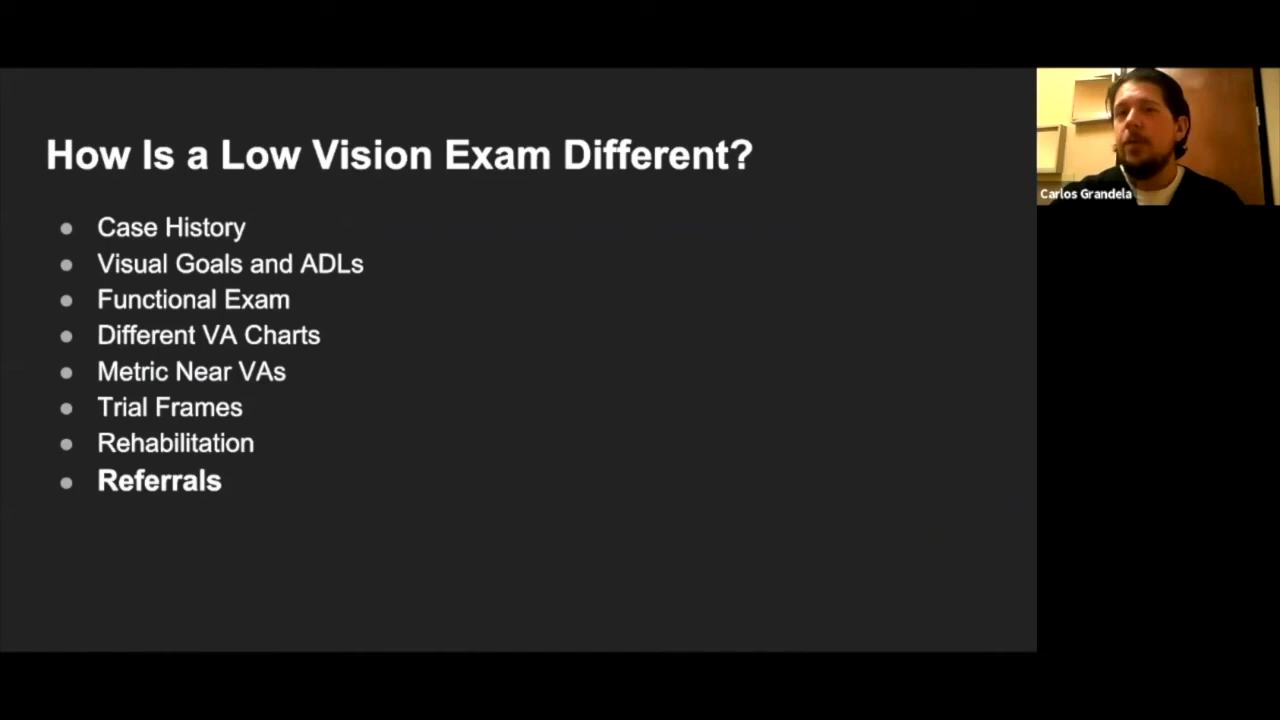 How Is a Low Vision Exam Different?
Case History
Visual Goals and ADLs
Functional Exam
Different VA Charts
Metric Near VAs
Trial Frames
Rehabilitation
Referrals
Carlos Grandela